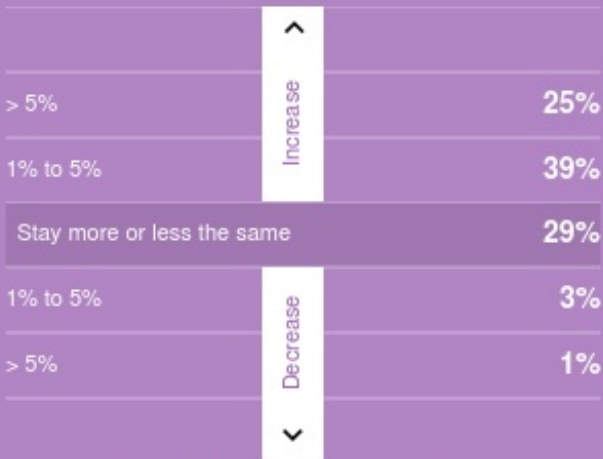 > 5%
25%
Increase
1% to 5%
39%
Stay more or less the same
29%
1% to 5%
3%
Decrease
> 5%
1%